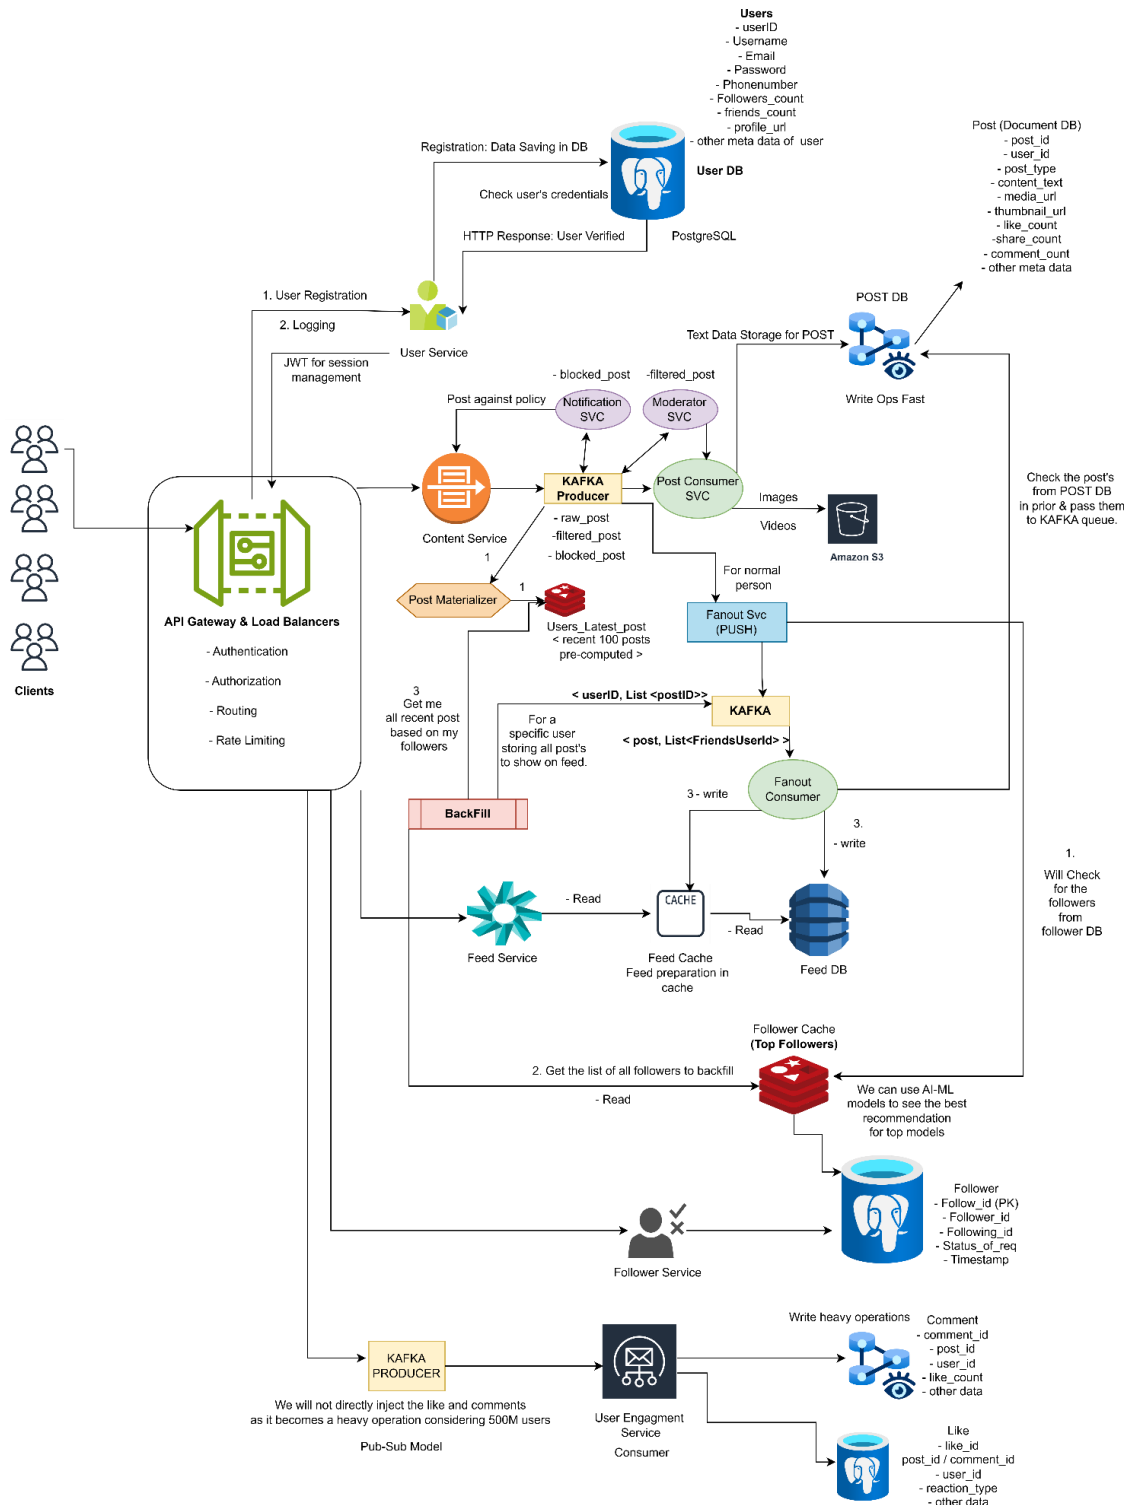 Users
- userID
- Username
- Email
- Password
- Phonenumber
- Followers_count
- friends_count
- profile_url
- other meta data of user
User DB
PostgreSQL
Registration: Data Saving in DB
Check user's credentials
HTTP Response: User Verified
Post (Document DB)
- post_id
- user_id
- post_type
- content_text
- media_url
- thumbnail_url
- like_count
-share_count
- comment_ount
- other meta data
POST DB
Write Ops Fast
Text Data Storage for POST
1. User Registration
2. Logging
User Service
JWT for session
management
- blocked_post
-filtered_post
Post against policy
Notification
SVC
Moderator
SVC
Content Service
KAFKA
Producer
- raw_post
-filtered_post
- blocked_post
Post Consumer
SVC
Images
Videos
Amazon S3
Check the post's
from POST DB
in prior & pass them
to KAFKA queue.
1
Post Materializer
1
Users_Latest_post
< recent 100 posts
pre-computed >
For normal
person
Fanout Svc
(PUSH)
API Gateway & Load Balancers
- Authentication
- Authorization
- Routing
- Rate Limiting
Clients
3
Get me
all recent post
based on my
followers
For a
specific user
storing all post's
to show on feed.
< userID, List <postID>>
KAFKA
< post, List<FriendsUserId> >
Fanout
Consumer
3 - write
3.
- write
BackFill
1.
Will Check
for the
followers
from
follower DB
Feed Service
- Read
CACHE
Feed Cache
Feed preparation in
cache
- Read
Feed DB
Follower Cache
(Top Followers)
2. Get the list of all followers to backfill
- Read
We can use AI-ML
models to see the best
recommendation
for top models
Follower
- Follow_id (PK)
- Follower_id
- Following_id
- Status_of_req
- Timestamp
Follower Service
Write heavy operations
Comment
- comment_id
- post_id
- user_id
- like_count
- other data
KAFKA
PRODUCER
We will not directly inject the like and comments
as it becomes a heavy operation considering 500M users
Pub-Sub Model
User Engagment
Service
Consumer
Like
- like_id
post_id / comment_id
- user_id
- reaction_type
- other data